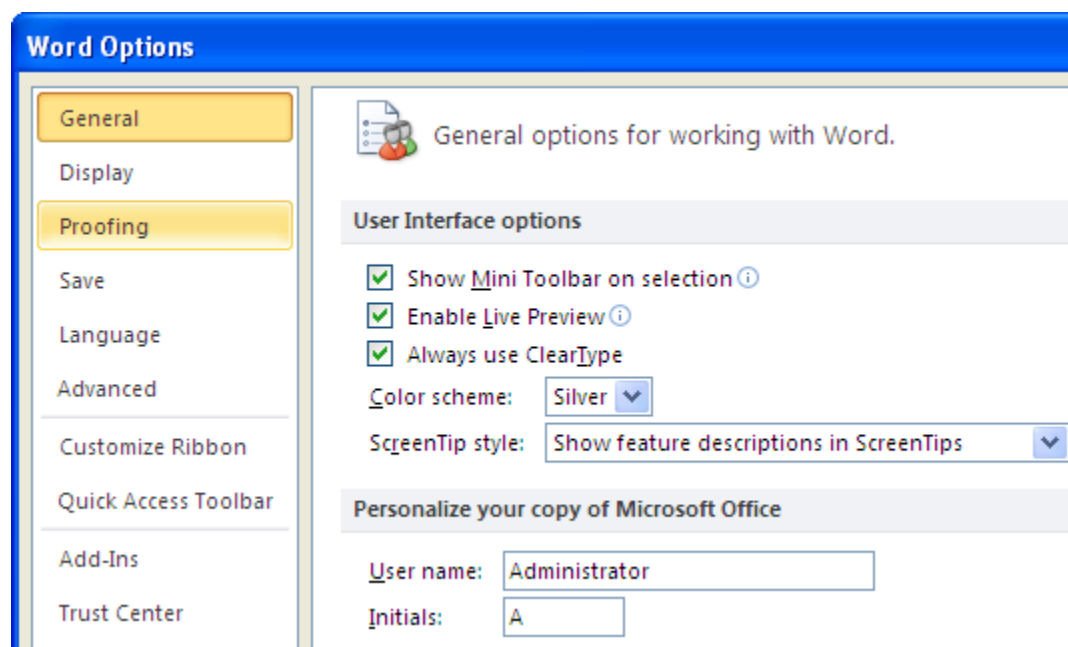 Word Options
General
Display
Proofing
Save
Language
Advanced
Customize Ribbon
Quick Access Toolbar
Add-Ins
Trust Center
General options for working with Word.
User Interface options
Show Mini Toolbar on selection
Enable Live Preview
Always use ClearType
Color scheme: Silver
ScreenTip style: Show feature descriptions in ScreenTips
Personalize your copy of Microsoft Office
User name: Administrator
Initials: A